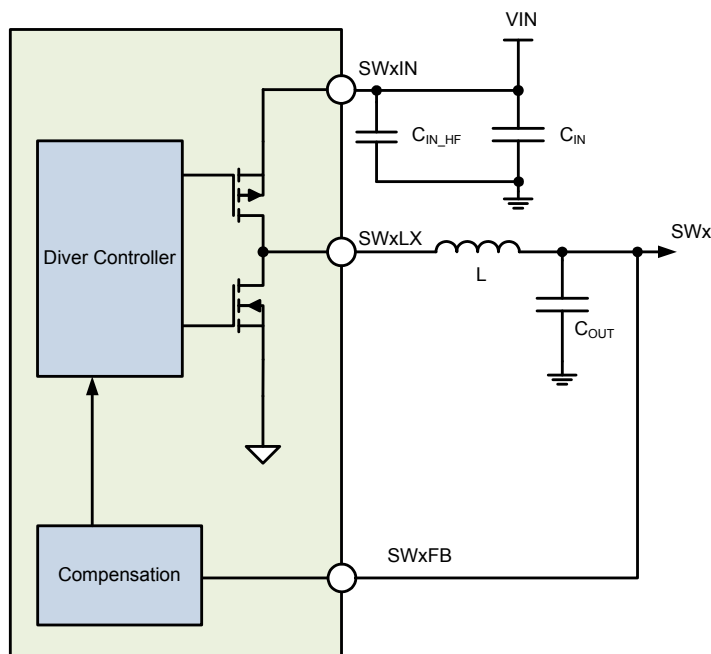 VIN
SWxIN
C_IN_HF
C_IN
Diver Controller
SWxLX
SWx
L
C_OUT
SWxFB
Compensation